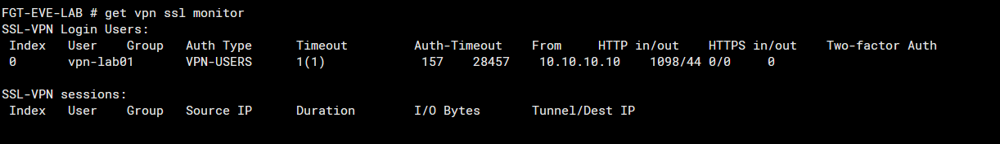 FGT-EVE-LAB # get vpn ssl monitor
SSL-VPN Login Users:
Index User Group Auth Type Timeout Auth-Timeout From HTTP in/out HTTPS in/out Two-factor Auth
0 vpn-lab01 VPN-USERS 1(1) 157 28457 10.10.10.10 1098/44 0/0 0
SSL-VPN sessions:
Index User Group Source IP Duration I/O Bytes Tunnel/Dest IP